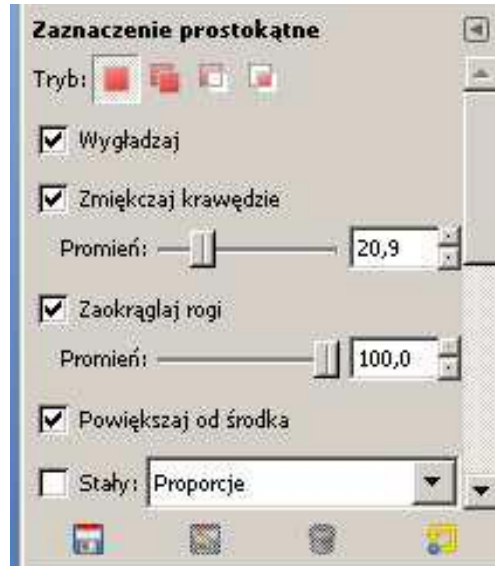 Zaznaczenie prostokątne
Tryb:
Wygładzaj
Zmiękczaj krawędzie
Promień: 20,9
Zaokrąglaj rogi
Promień: 100,0
Powiększaj od środka
Stały: Proporcje